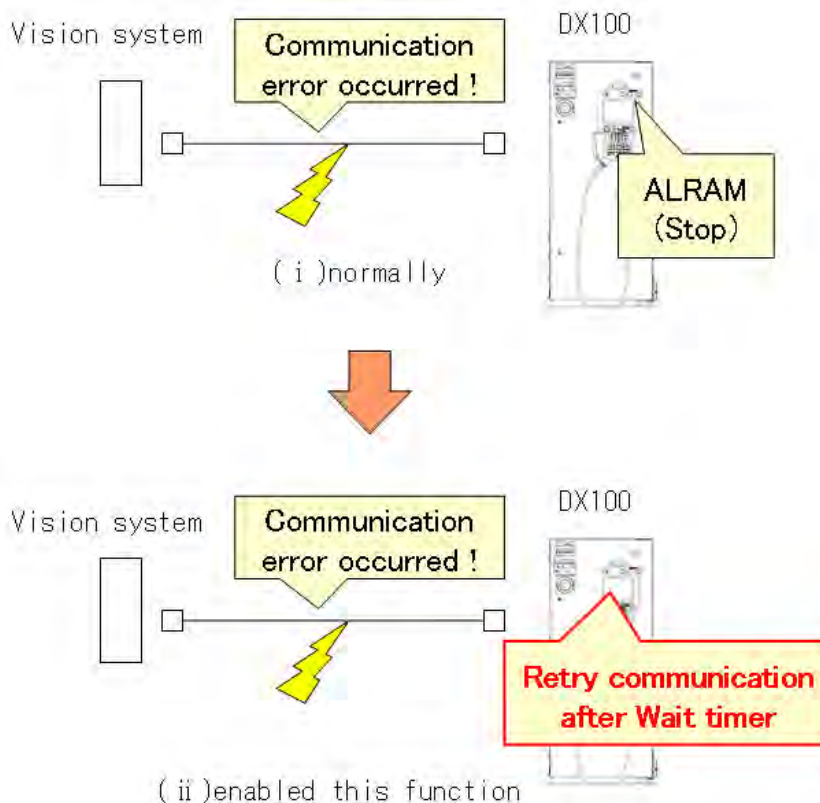 Vision system
Communication
error occurred !
DX100
ALRAM
(Stop)
(ⅰ)normally
Vision system
Communication
error occurred !
DX100
Retry communication
after Wait timer
(ⅱ)enabled this function